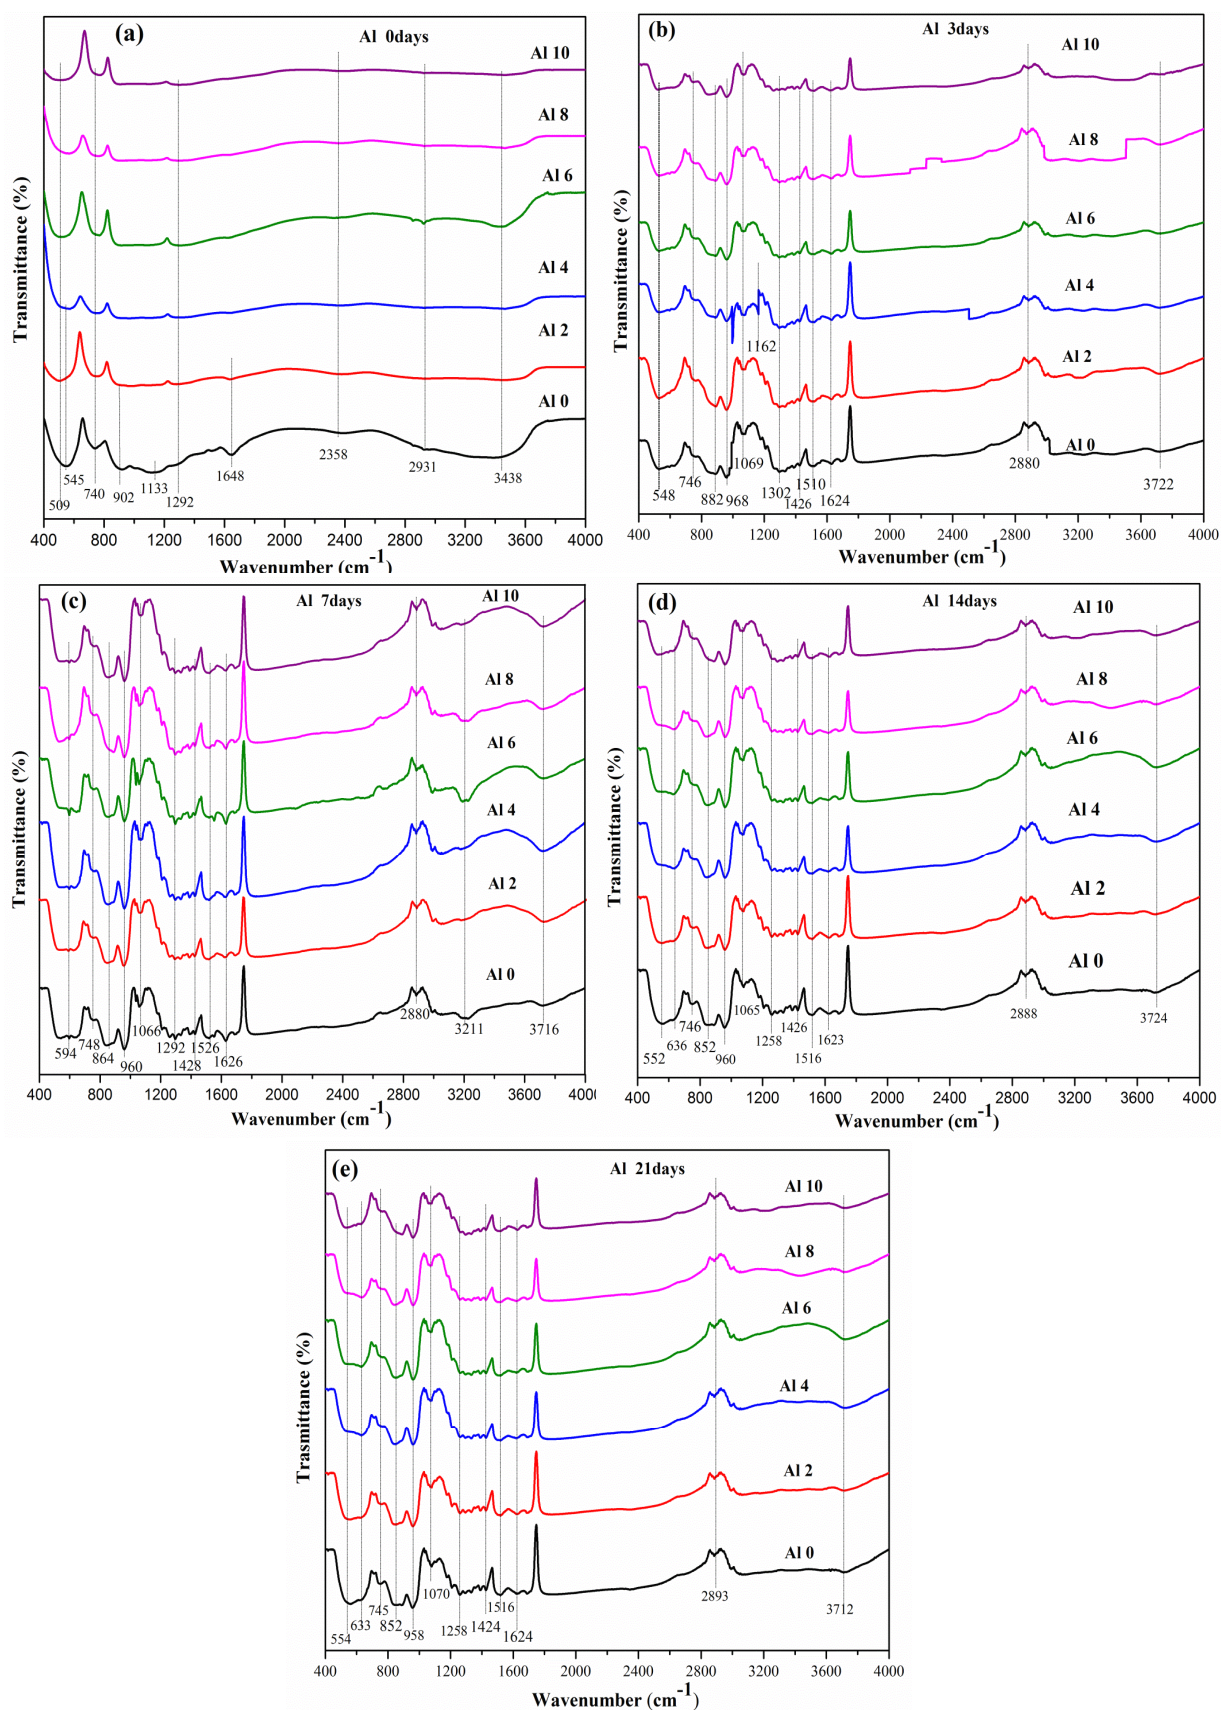 (a)
Al 0days
Al 10
Al 8
Al 6
Al 4
Al 2
Al 0
509
545
740
902
1133
1292
1648
2358
2931
3438
Transmittance (%)
400 800 1200 1600 2000 2400 2800 3200 3600 4000
Wavenumber (cm-1)
(b)
Al 3days
Al 10
Al 8
Al 6
Al 4
1162
Al 2
Al 0
548
746
882
968
1069
1302
1426
1510
1624
2880
3722
Transmittance (%)
400 800 1200 1600 2000 2400 2800 3200 3600 4000
Wavenumber (cm-1)
(c)
Al 7days
Al 10
Al 8
Al 6
Al 4
Al 2
Al 0
594
748
864
960
1066
1292
1428
1526
1626
2880
3211
3716
Transmittance (%)
400 800 1200 1600 2000 2400 2800 3200 3600 4000
Wavenumber (cm-1)
(d)
Al 14days
Al 10
Al 8
Al 6
Al 4
Al 2
Al 0
552
636
746
852
960
1065
1258
1426
1516
1623
2888
3724
Transmittance (%)
400 800 1200 1600 2000 2400 2800 3200 3600 4000
Wavenumber (cm-1)
(e)
Al 21days
Al 10
Al 8
Al 6
Al 4
Al 2
Al 0
554
633
745
852
958
1070
1258
1424
1516
1624
2893
3712
Trasmittance (%)
400 800 1200 1600 2000 2400 2800 3200 3600 4000
Wavenumber (cm-1)